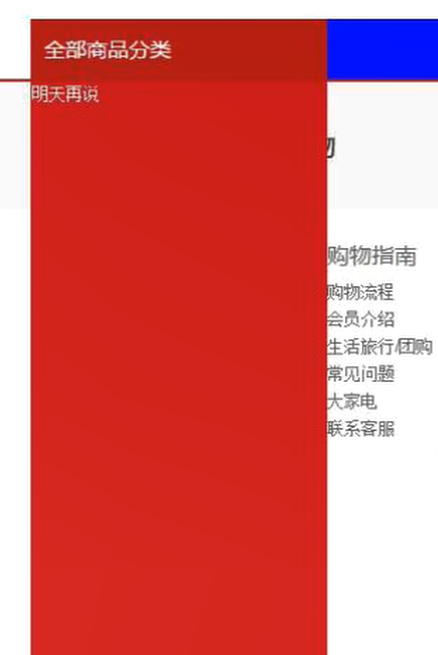 全部商品分类
明天再说
购物指南
购物流程
会员介绍
生活旅行/团购
常见问题
大家电
联系客服